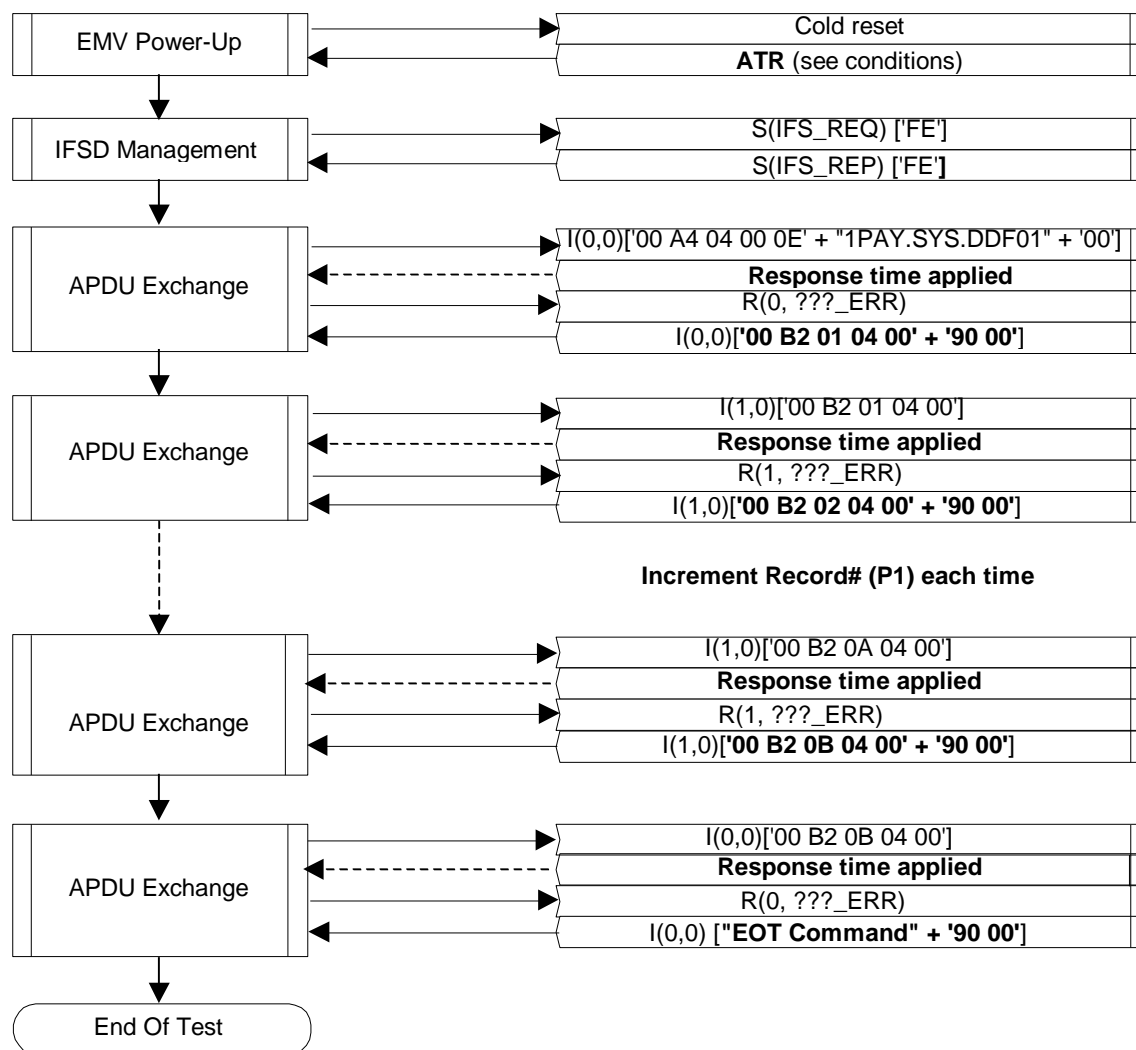 EMV Power-Up
Cold reset
ATR (see conditions)
IFSD Management
S(IFS_REQ) ['FE']
S(IFS_REP) ['FE']
APDU Exchange
I(0,0)['00 A4 04 00 0E' + "1PAY.SYS.DDF01" + '00']
Response time applied
R(0, ???_ERR)
I(0,0)['00 B2 01 04 00' + '90 00']
APDU Exchange
I(1,0)['00 B2 01 04 00']
Response time applied
R(1, ???_ERR)
I(1,0)['00 B2 02 04 00' + '90 00']
Increment Record# (P1) each time
APDU Exchange
I(1,0)['00 B2 0A 04 00']
Response time applied
R(1, ???_ERR)
I(1,0)['00 B2 0B 04 00' + '90 00']
APDU Exchange
I(0,0)['00 B2 0B 04 00']
Response time applied
R(0, ???_ERR)
I(0,0) ["EOT Command" + '90 00']
End Of Test